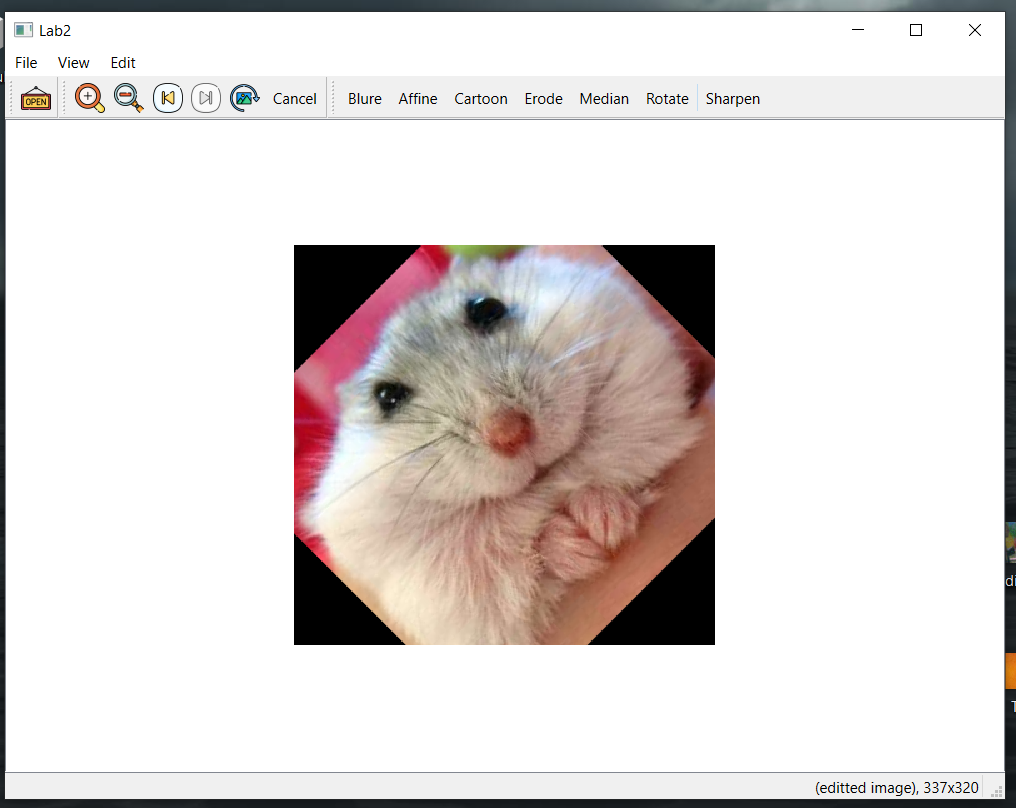 Lab2
File View Edit
OPEN Cancel Blure Affine Cartoon Erode Median Rotate Sharpen
(editted image), 337x320